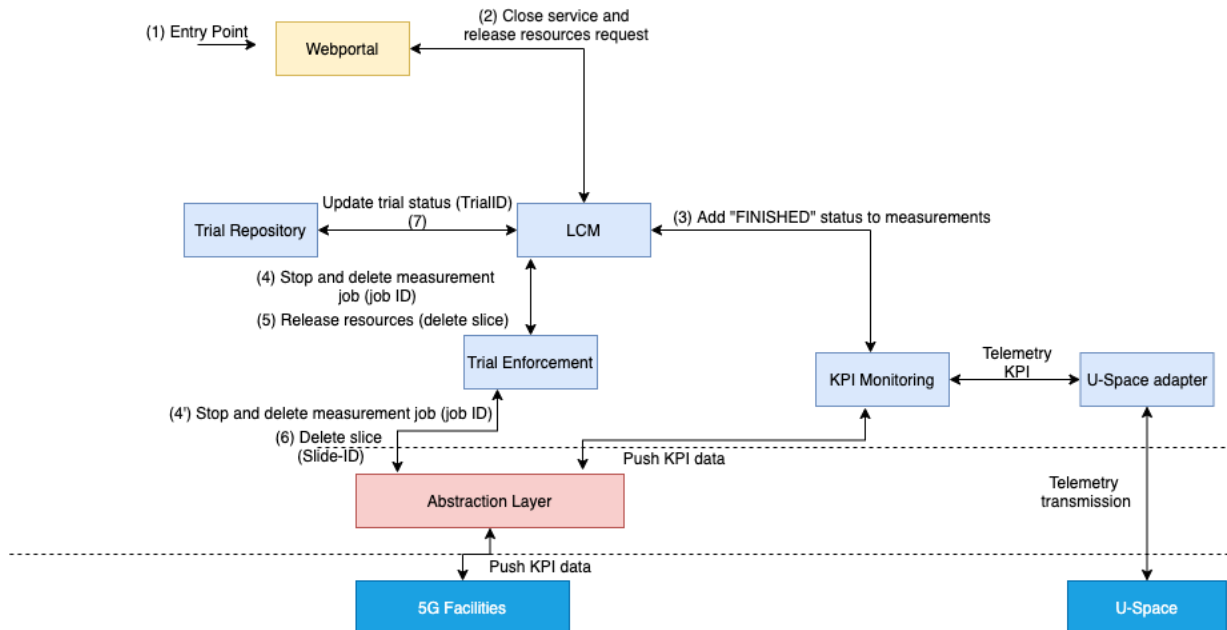 (2) Close service and
release resources request
(1) Entry Point
Webportal
Update trial status (TrialID)
(7)
Trial Repository
LCM
(3) Add "FINISHED" status to measurements
(4) Stop and delete measurement
job (job ID)
(5) Release resources (delete slice)
Trial Enforcement
KPI Monitoring
Telemetry
KPI
U-Space adapter
(4') Stop and delete measurement job (job ID)
(6) Delete slice
(Slide-ID)
Push KPI data
Abstraction Layer
Telemetry
transmission
Push KPI data
5G Facilities
U-Space